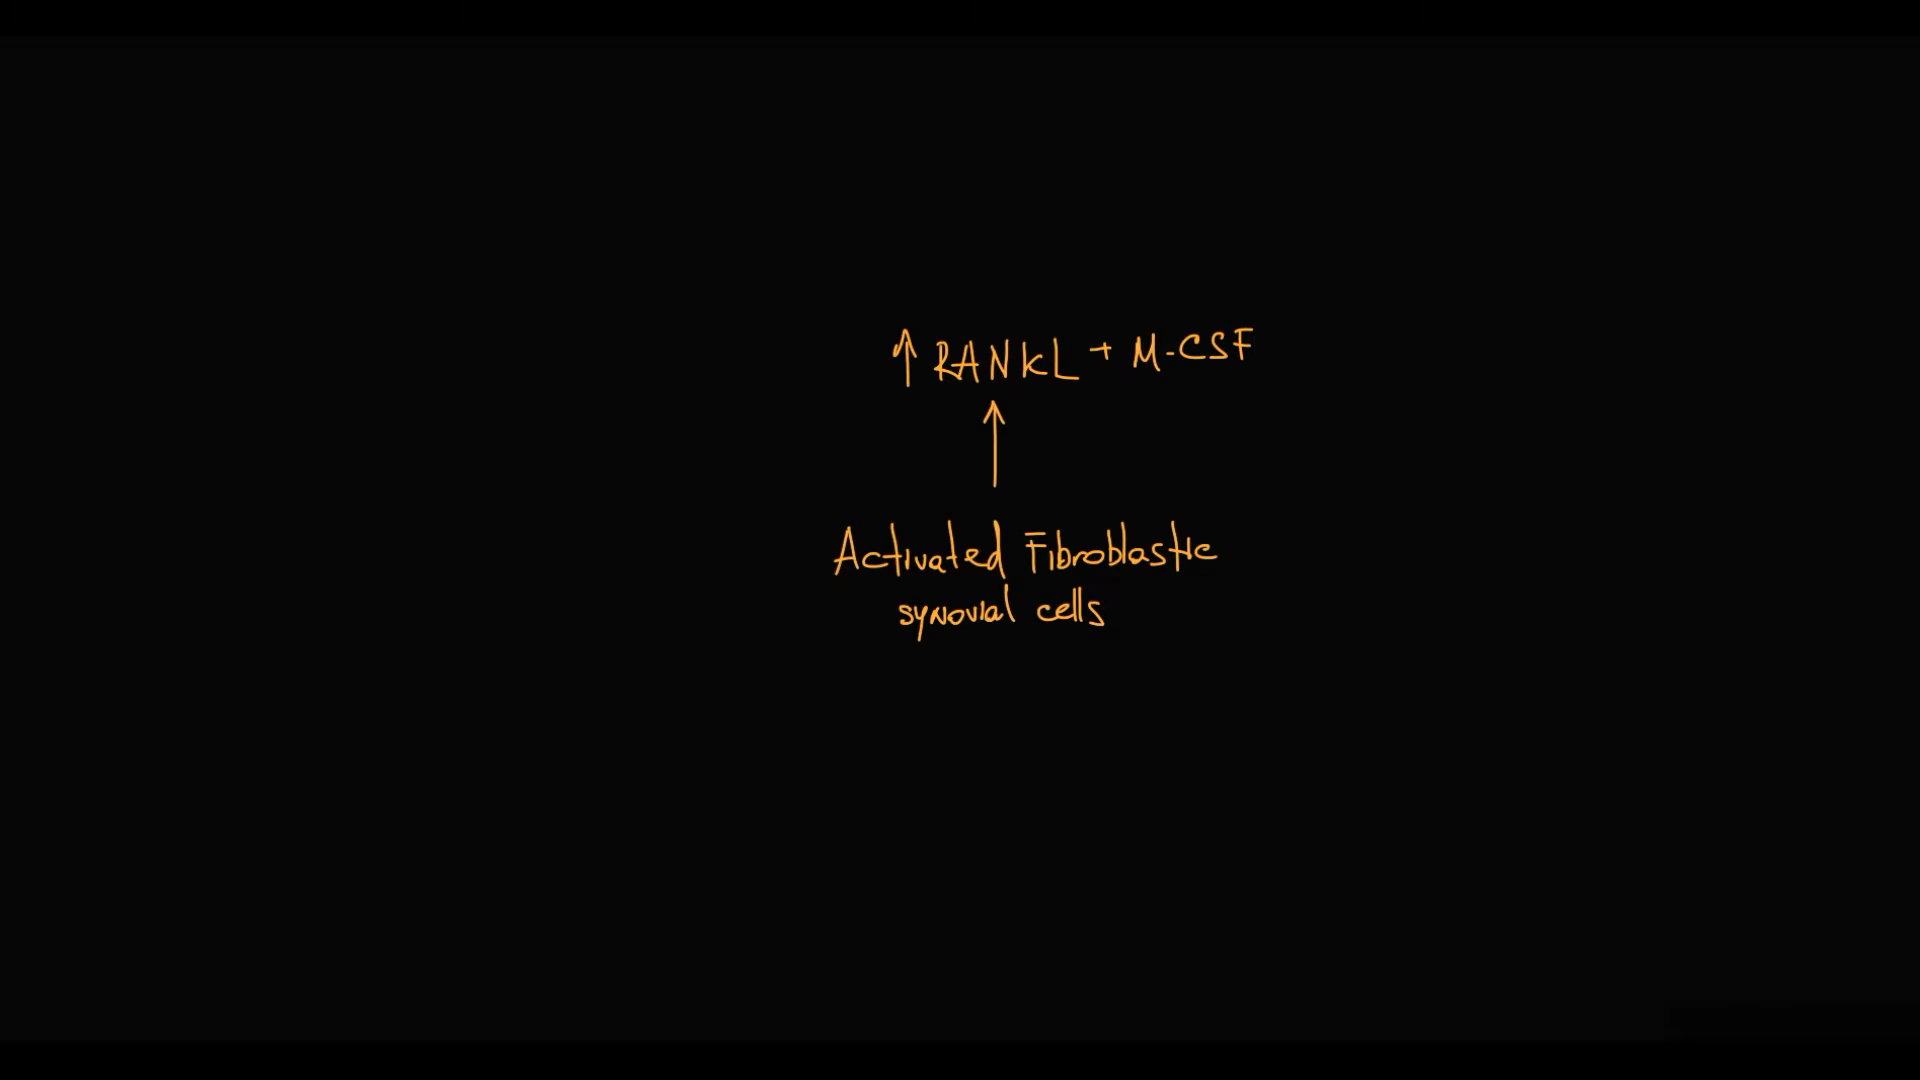 ↑ RANKL + M-CSF
↑
Activated Fibroblastic
synovial cells